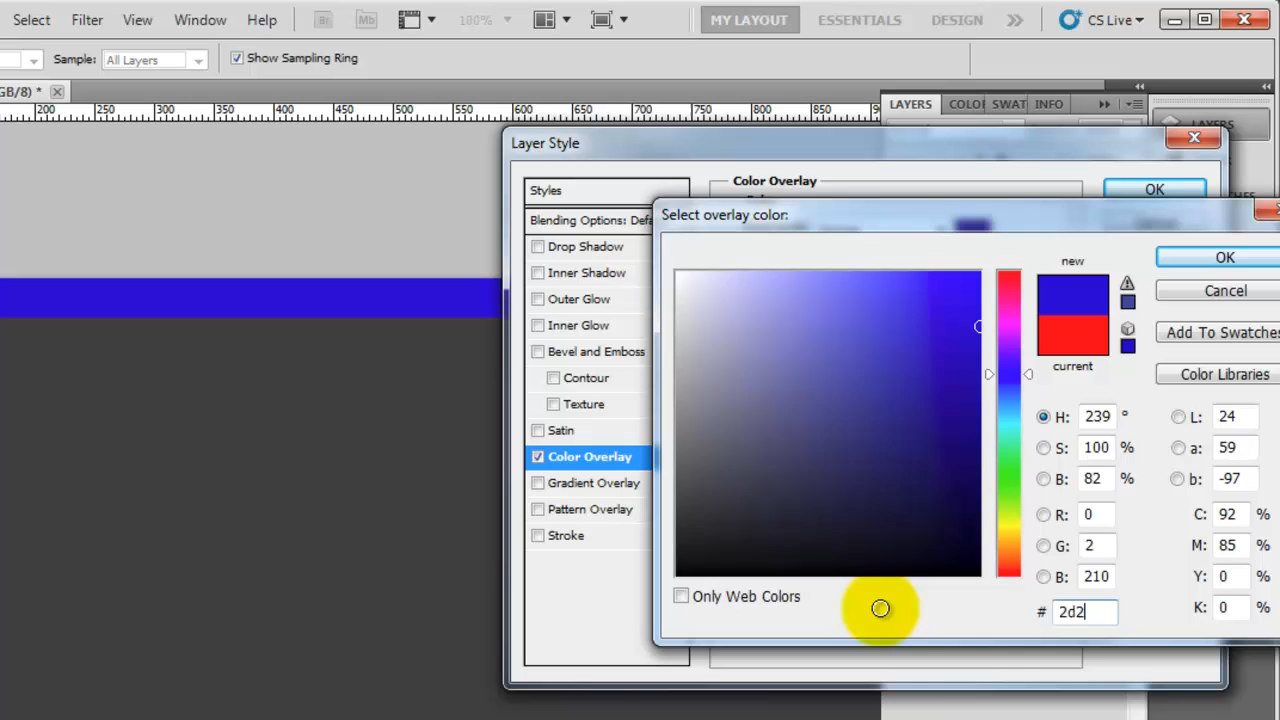 Select Filter View Window Help Br Mb 100% MY LAYOUT ESSENTIALS DESIGN CS Live
Sample: All Layers Show Sampling Ring
GB/8) *
200 250 300 350 400 450 500 550 600 650 700 750 800 850
LAYERS COLO SWAT INFO
LAYERS
Layer Style
Styles
Color Overlay
OK
Blending Options: Defa
Drop Shadow
Inner Shadow
Outer Glow
Inner Glow
Bevel and Emboss
Contour
Texture
Satin
Color Overlay
Gradient Overlay
Pattern Overlay
Stroke
Select overlay color:
new
current
OK
Cancel
Add To Swatches
Color Libraries
H: 239 ° L: 24
S: 100 % a: 59
B: 82 % b: -97
R: 0 C: 92 %
G: 2 M: 85 %
B: 210 Y: 0 %
# 2d2 K: 0 %
Only Web Colors